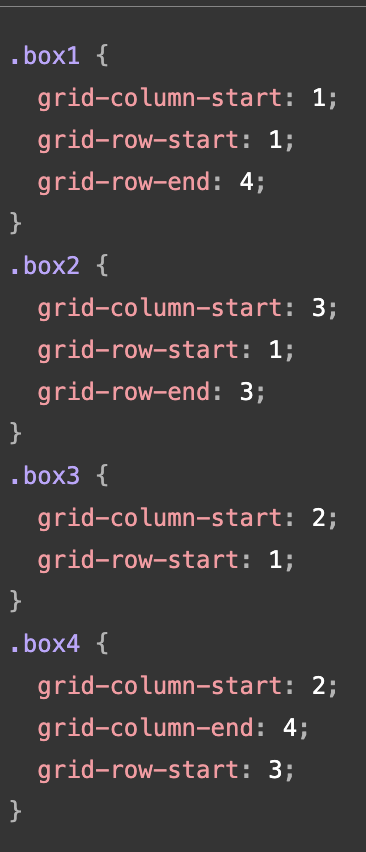 .box1 {
  grid-column-start: 1;
  grid-row-start: 1;
  grid-row-end: 4;
}
.box2 {
  grid-column-start: 3;
  grid-row-start: 1;
  grid-row-end: 3;
}
.box3 {
  grid-column-start: 2;
  grid-row-start: 1;
}
.box4 {
  grid-column-start: 2;
  grid-column-end: 4;
  grid-row-start: 3;
}